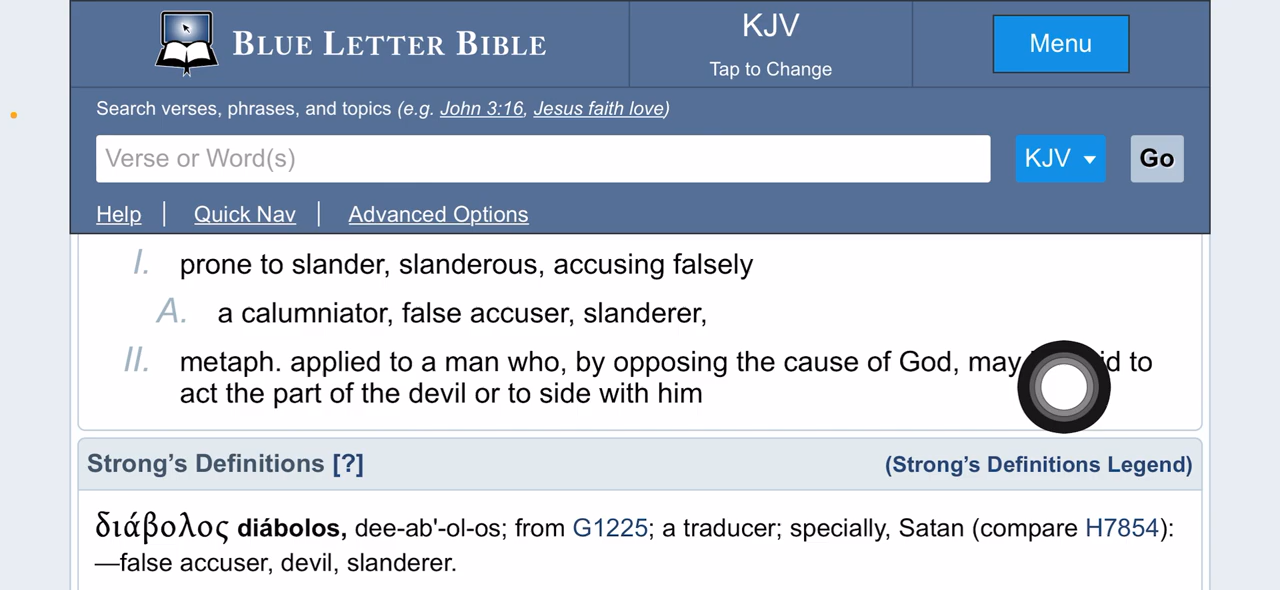 BLUE LETTER BIBLE
KJV
Tap to Change
Menu
Search verses, phrases, and topics (e.g. John 3:16, Jesus faith love)
Verse or Word(s)
KJV
Go
Help | Quick Nav | Advanced Options
I. prone to slander, slanderous, accusing falsely
A. a calumniator, false accuser, slanderer,
II. metaph. applied to a man who, by opposing the cause of God, may to
act the part of the devil or to side with him
Strong’s Definitions [?]
(Strong’s Definitions Legend)
διάβολος diábolos, dee-ab'-ol-os; from G1225; a traducer; specially, Satan (compare H7854):
—false accuser, devil, slanderer.